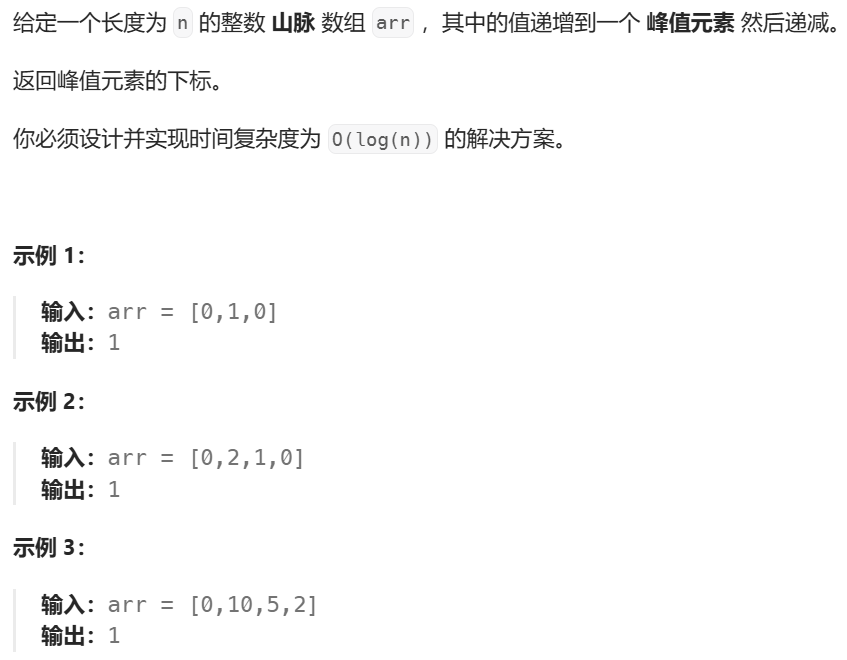 给定一个长度为 n 的整数 山脉 数组 arr ，其中的值递增到一个 峰值元素 然后递减。
返回峰值元素的下标。
你必须设计并实现时间复杂度为 O(log(n)) 的解决方案。
示例 1：
输入：arr = [0,1,0]
输出：1
示例 2：
输入：arr = [0,2,1,0]
输出：1
示例 3：
输入：arr = [0,10,5,2]
输出：1